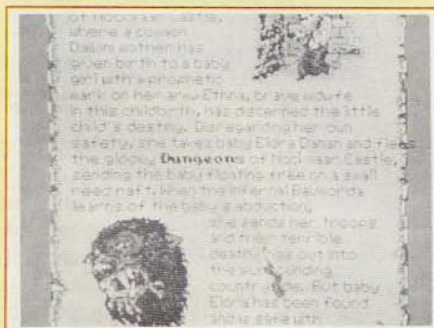 of Nockmaar Castle,
where a common
Daikini mother has
given birth to a baby
girl with a prophetic
mark on her arm. Ethna, brave midwife
in this childbirth, has discerned the little
child's destiny. Disregarding her own
safety, she takes baby Elora Danan and flees
the gloomy Dungeons of Nockmaar Castle,
sending the baby floating free on a small
reed raft. When the infernal Bavmorda
learns of the baby's abduction,
she sends her troops
and their terrible
death dogs out into
the surrounding
countryside. But baby
Elora has been found
and is safe with